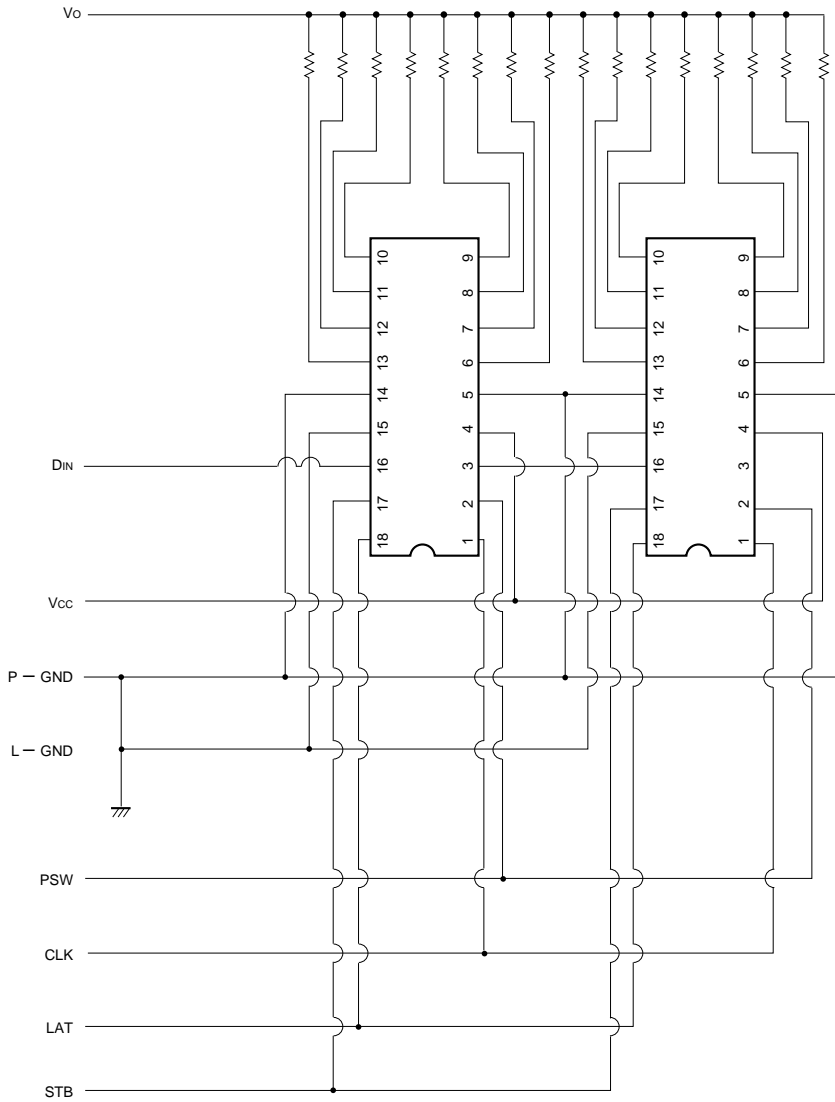 Vo
10 9 10 9
11 8 11 8
12 7 12 7
13 6 13 6
14 5 14 5
15 4 15 4
DIN 16 3 16 3
17 2 17 2
18 1 18 1
Vcc
P − GND
L − GND
PSW
CLK
LAT
STB